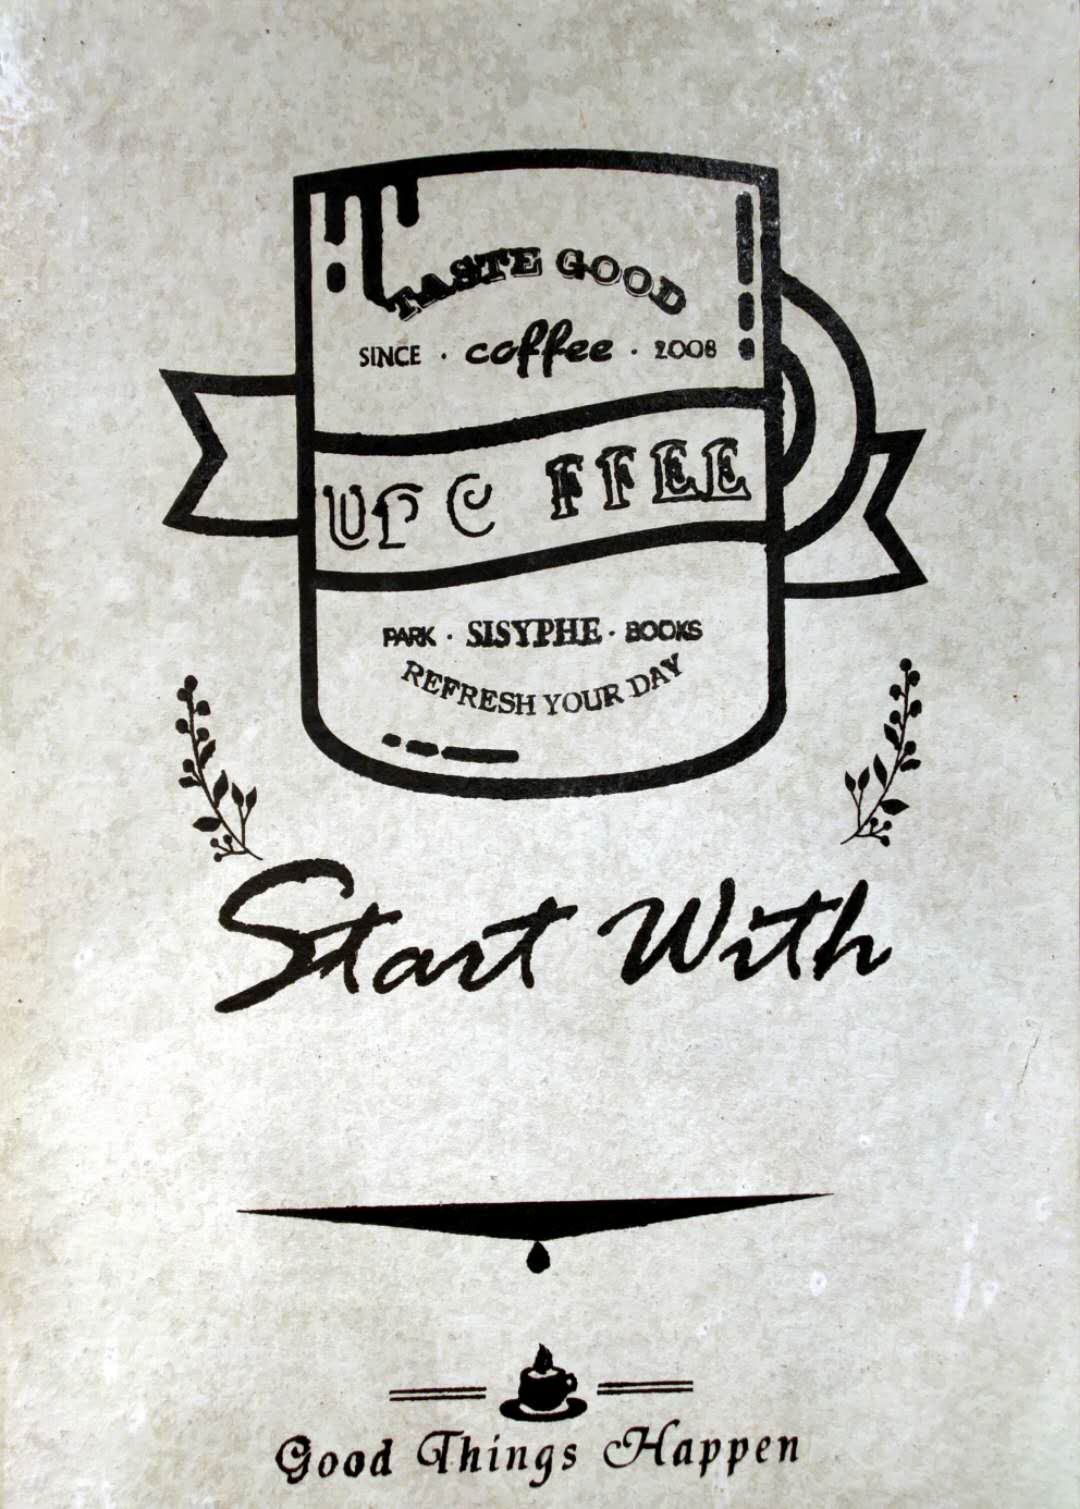 TASTE GOOD
SINCE · coffee · 2008
UP C FFEE
PARK · SISYPHE · BOOKS
REFRESH YOUR DAY
Start With
Good Things Happen